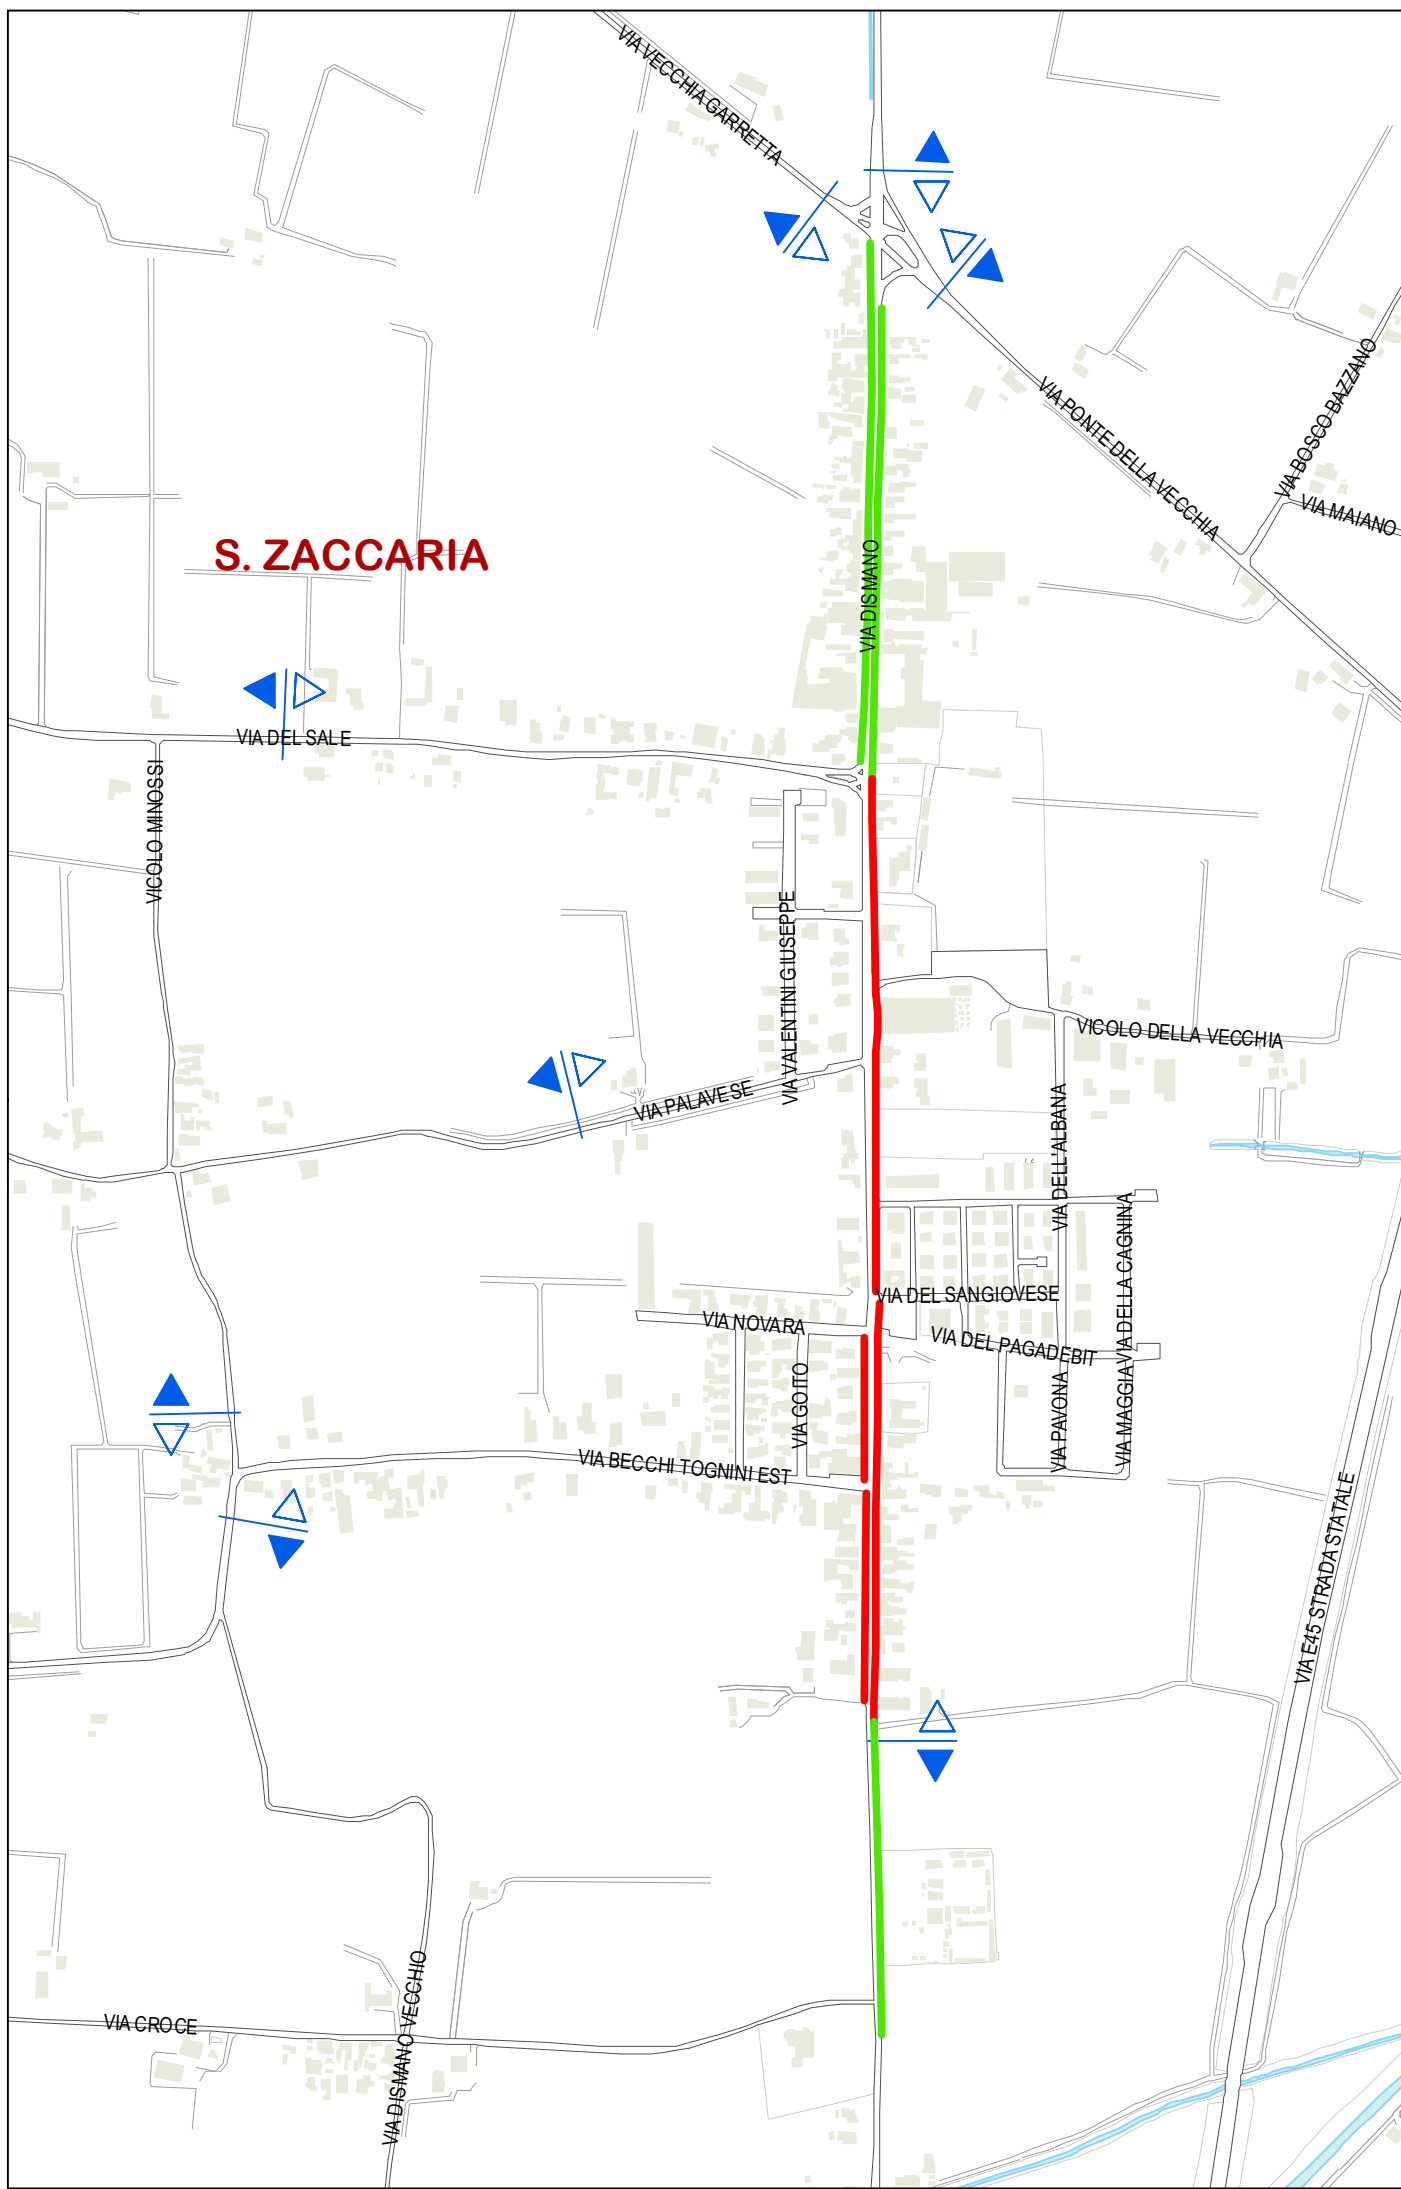 VIA VECCHIA GARRETTA
VIA PONTE DELLA VECCHIA
VIA BOSCO BAZZANO
VIA MAIANO
S. ZACCARIA
VIA DISMANO
VIA DEL SALE
VICOLO MINOSSI
VIA VALENTINI GIUSEPPE
VICOLO DELLA VECCHIA
VIA PALAVESE
VIA DELL'ALBANA
VIA DELLA CAGNINA
VIA DEL SANGIOVESE
VIA NOVARA
VIA DEL PAGADEBIT
VIA GOITO
VIA PAVONA
VIA MAGGIA
VIA BECCHI TOGNINI EST
VIA E45 STRADA STATALE
VIA DISMANO VECCHIO
VIA CROCE